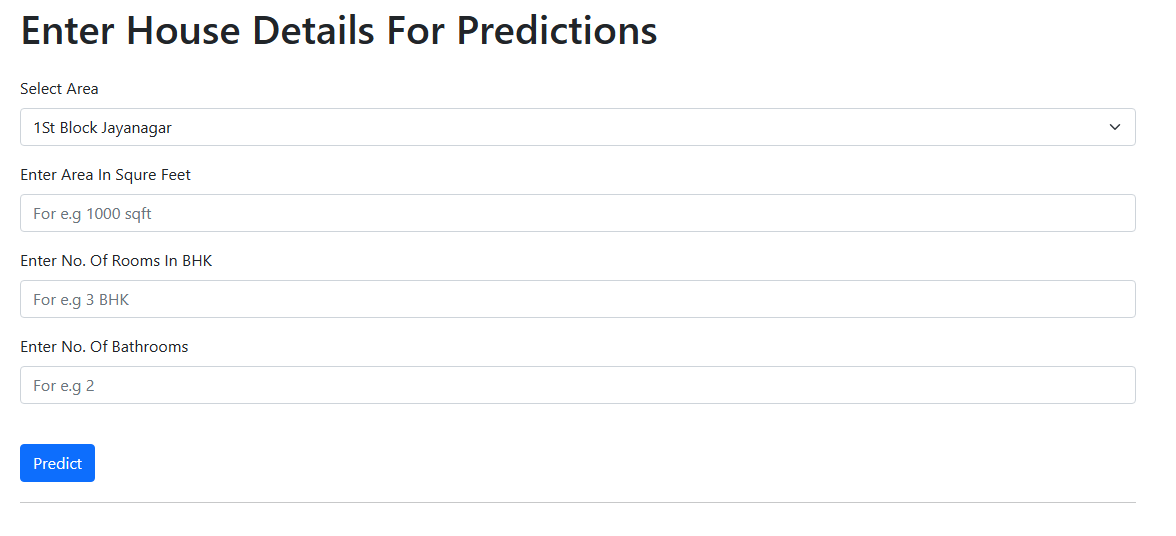 Enter House Details For Predictions
Select Area
1St Block Jayanagar
Enter Area In Squre Feet
For e.g 1000 sqft
Enter No. Of Rooms In BHK
For e.g 3 BHK
Enter No. Of Bathrooms
For e.g 2
Predict